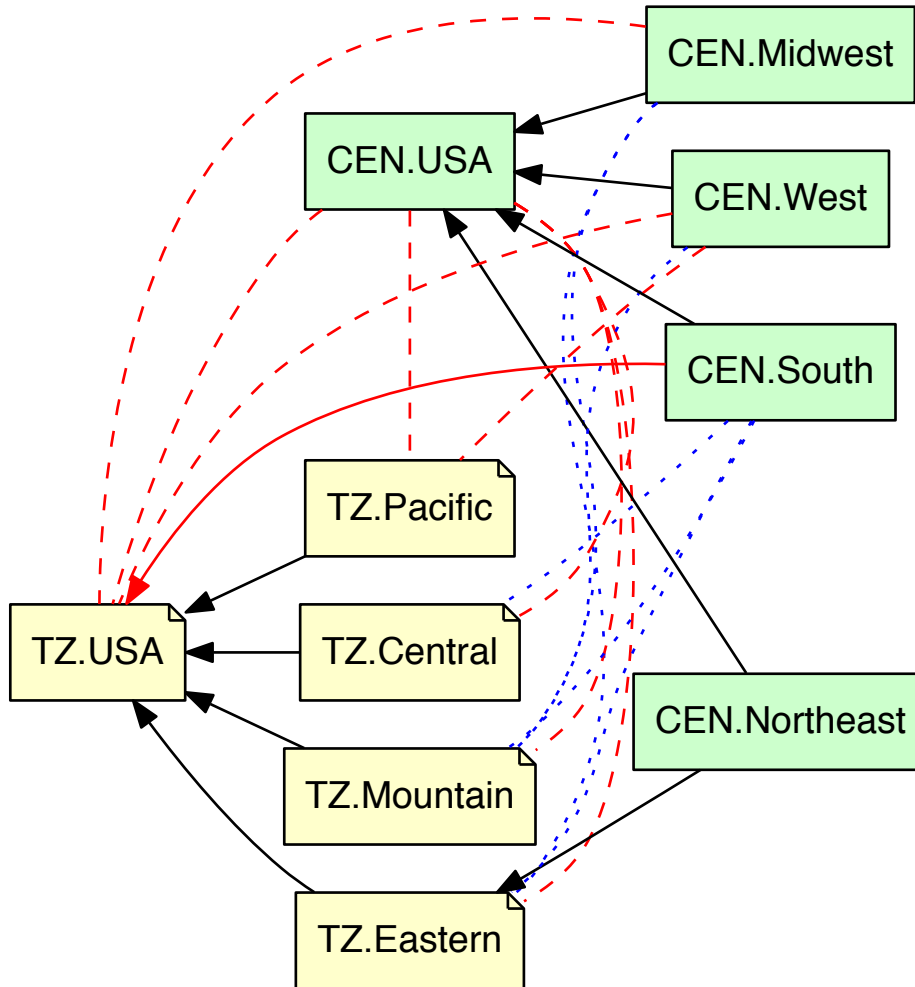 CEN.Midwest
CEN.USA
CEN.West
CEN.South
TZ.Pacific
TZ.USA
TZ.Central
CEN.Northeast
TZ.Mountain
TZ.Eastern